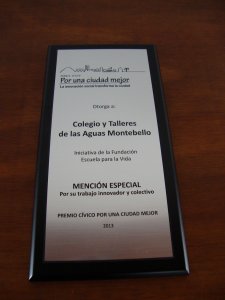 Por una ciudad mejor
La asociación social transforma la ciudad
Otorga a:
Colegio y Talleres
de las Aguas Montebello
Iniciativa de la Fundación
Escuela para la Vida
MENCIÓN ESPECIAL
Por su trabajo innovador y colectivo
PREMIO CÍVICO POR UNA CIUDAD MEJOR
2013